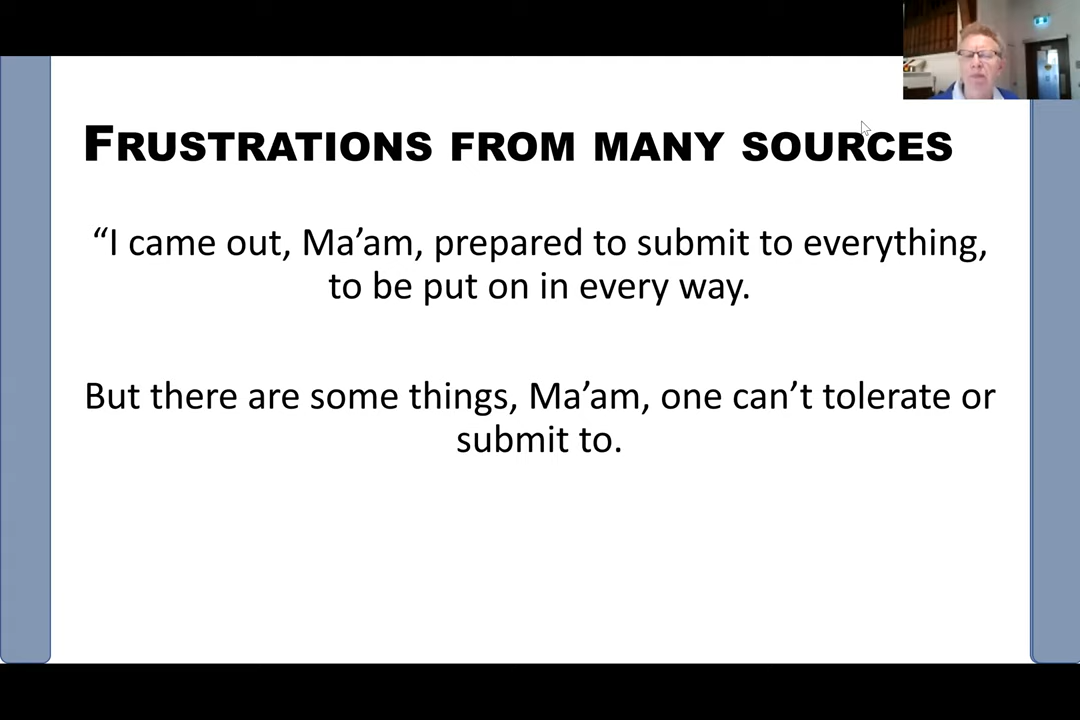 FRUSTRATIONS FROM MANY SOURCES
“I came out, Ma’am, prepared to submit to everything,
to be put on in every way.
But there are some things, Ma’am, one can’t tolerate or
submit to.